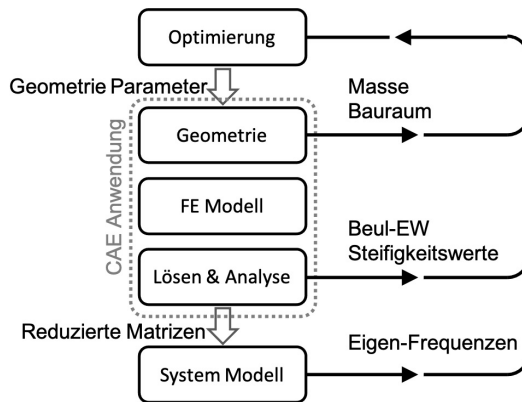 Optimierung
Geometrie Parameter
Masse
Bauraum
Geometrie
CAE Anwendung
FE Modell
Beul-EW
Steifigkeitswerte
Lösen & Analyse
Reduzierte Matrizen
Eigen-Frequenzen
System Modell